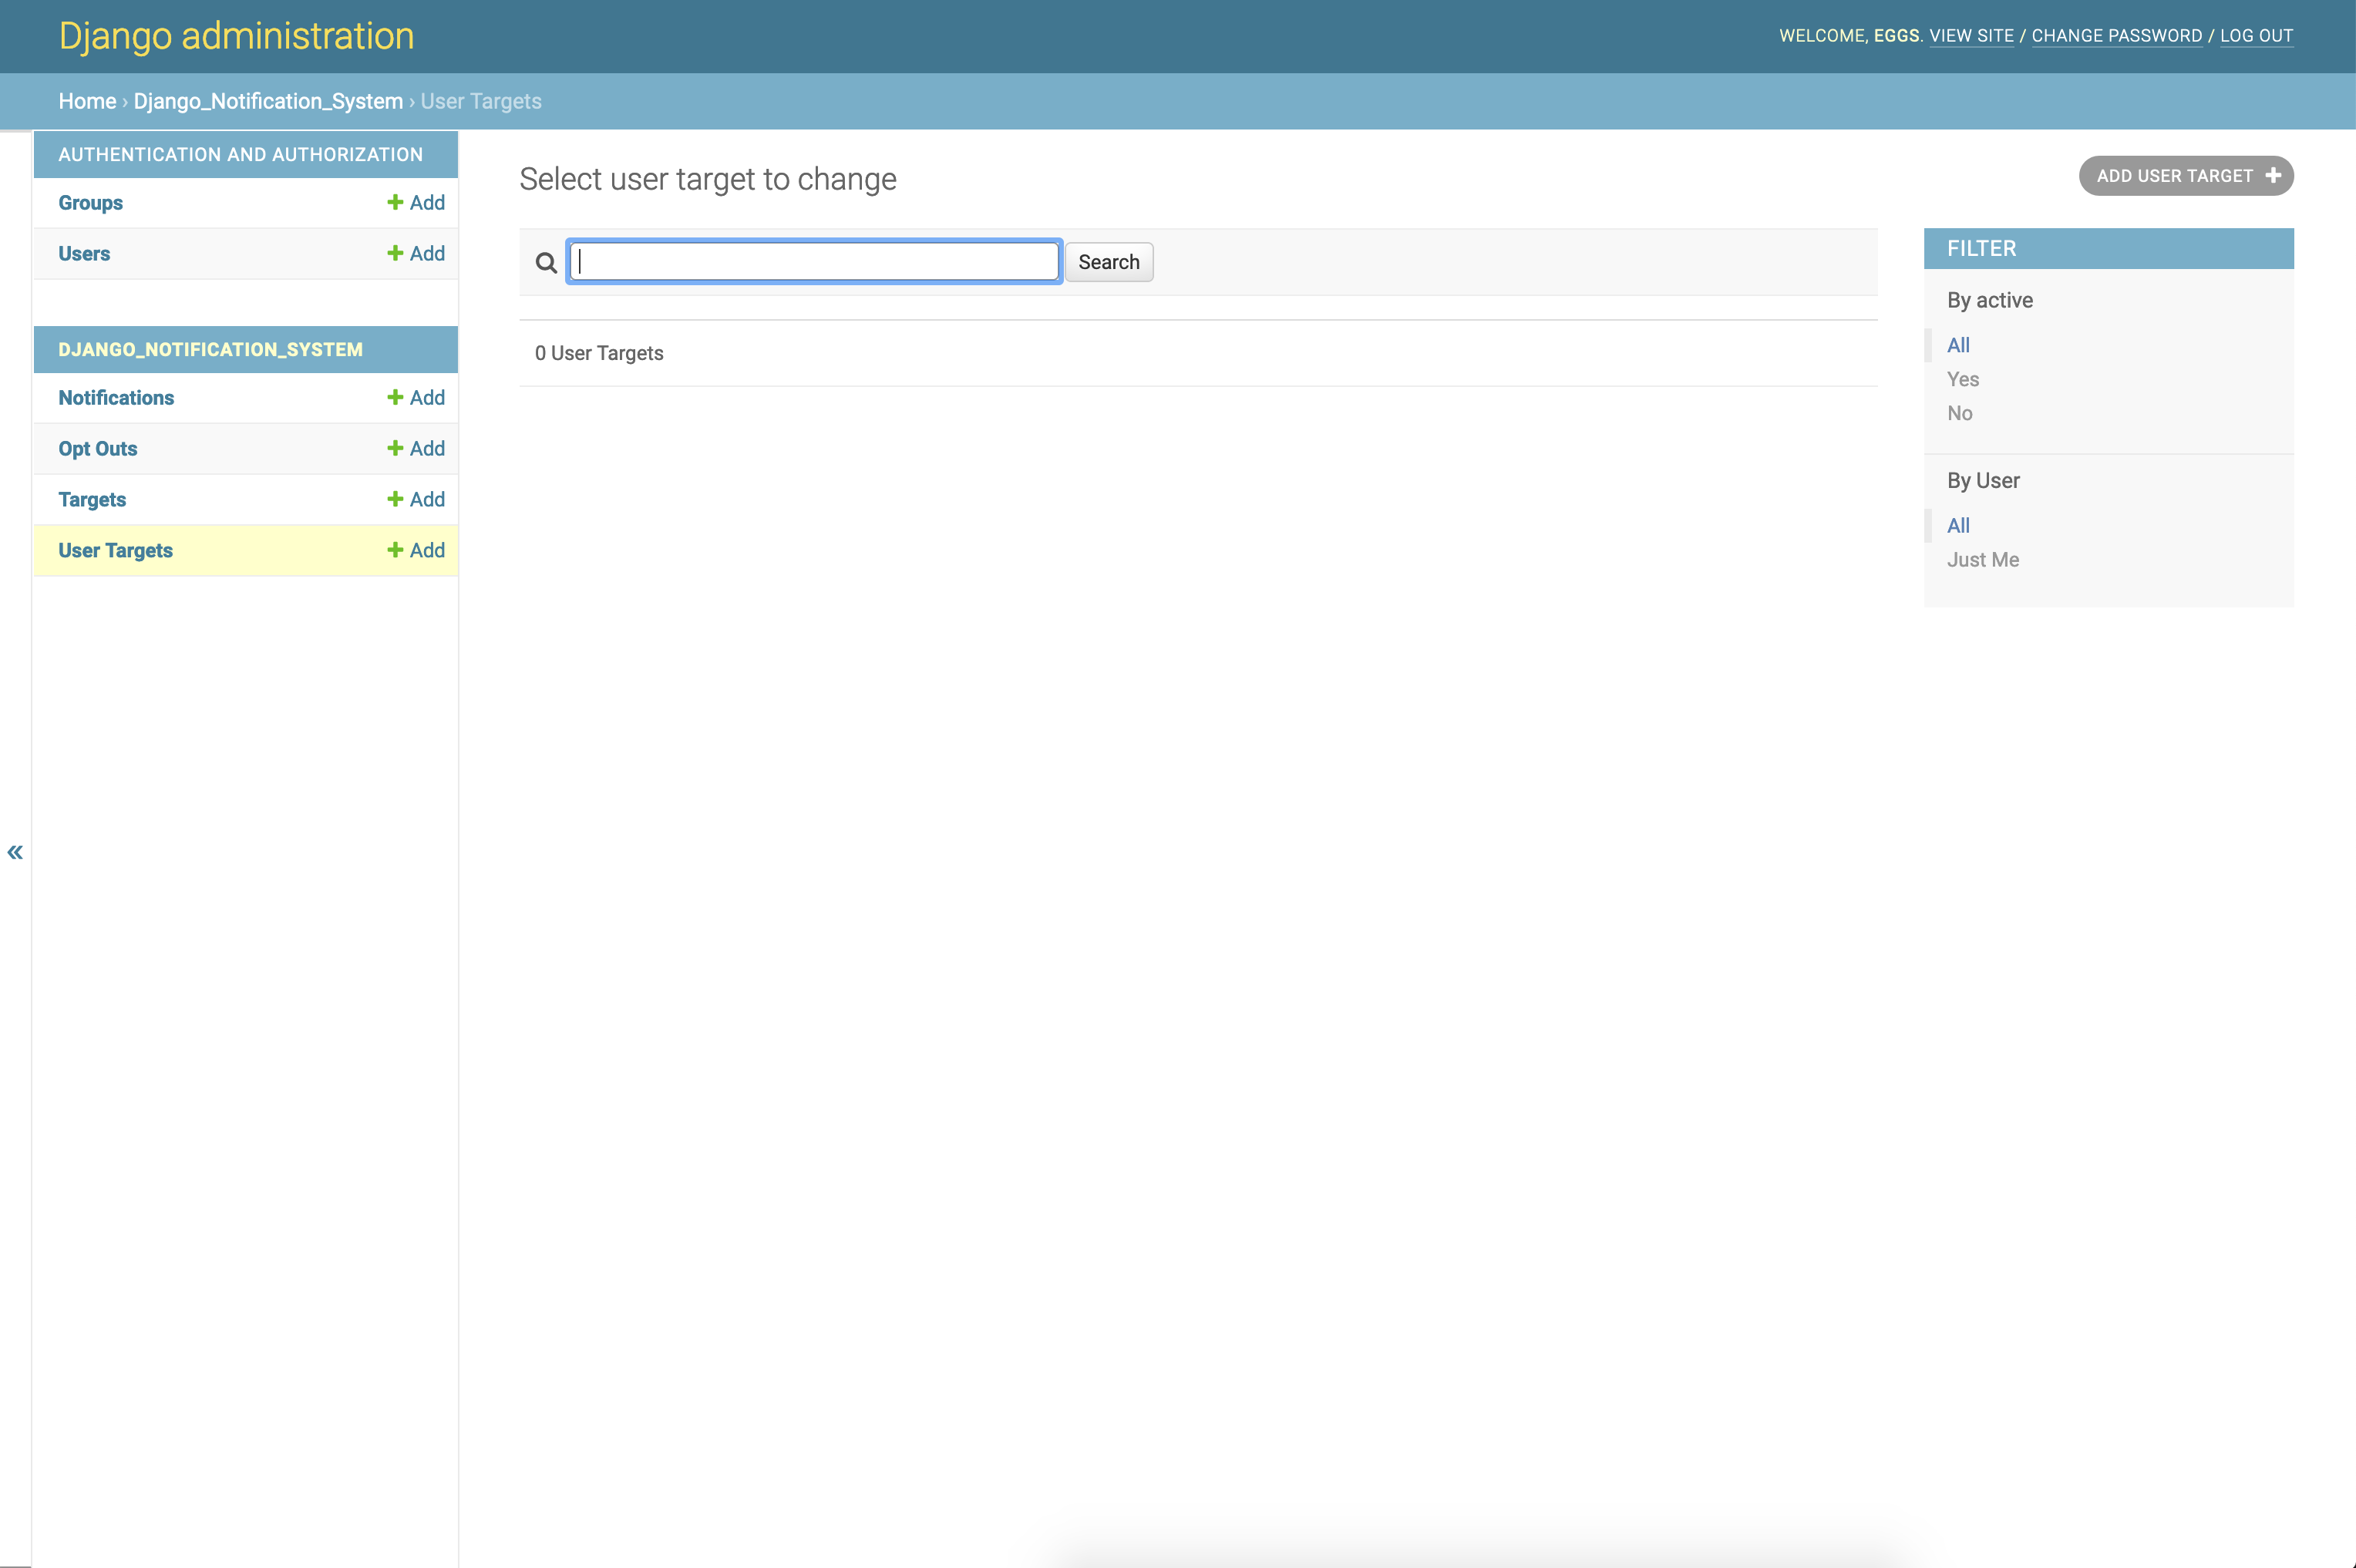 Django administration
WELCOME, EGGS. VIEW SITE / CHANGE PASSWORD / LOG OUT
Home › Django_Notification_System › User Targets
AUTHENTICATION AND AUTHORIZATION
Groups + Add
Users + Add
DJANGO_NOTIFICATION_SYSTEM
Notifications + Add
Opt Outs + Add
Targets + Add
User Targets + Add
«
Select user target to change
ADD USER TARGET +
Search
0 User Targets
FILTER
By active
All
Yes
No
By User
All
Just Me